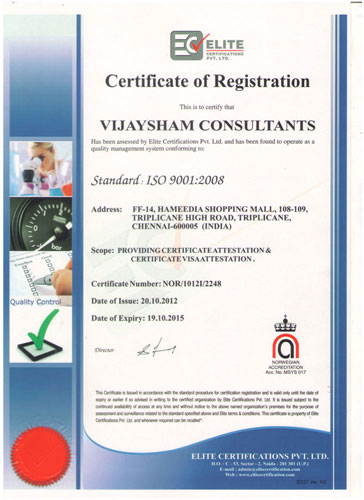 EC ELITE
CERTIFICATIONS
PVT. LTD.
Certificate of Registration
This is to certify that
VIJAYSHAM CONSULTANTS
Has been assessed by Elite Certifications Pvt. Ltd. and has been found to operate as a
quality management system conforming to:
Standard : ISO 9001:2008
Address: FF-14, HAMEEDIA SHOPPING MALL, 108-109,
TRIPLICANE HIGH ROAD, TRIPLICANE,
CHENNAI-600005 (INDIA)
Scope: PROVIDING CERTIFICATE ATTESTATION &
CERTIFICATE VISAATTESTATION .
Certificate Number: NOR/1012I/2248
Date of Issue: 20.10.2012
Date of Expiry: 19.10.2015
bar
Quality Control
Director
NORWEGIAN
ACCREDITATION
Acc. No. MSYS 017
This Certificate is issued in accordance with the standard procedure for certification registration and is valid only until the date of
expiry or earlier if so advised in writing to the certified organization by Elite Certifications Pvt. Ltd. It is issued subject to the
continued availability of access at any time and without notice to the above named organisation's premises for the purpose of
assessment and surveillance related to the standard specified above and Elite terms & conditions. This certificate is property of Elite
Certifications Pvt. Ltd. and whenever required can be recalled".
ELITE CERTIFICATIONS PVT. LTD.
H.O. : C - 53, Sector - 2, Noida - 201 301 (U.P.)
E-mail : admin@elitecertification.com
Web. : www.elitecertification.com